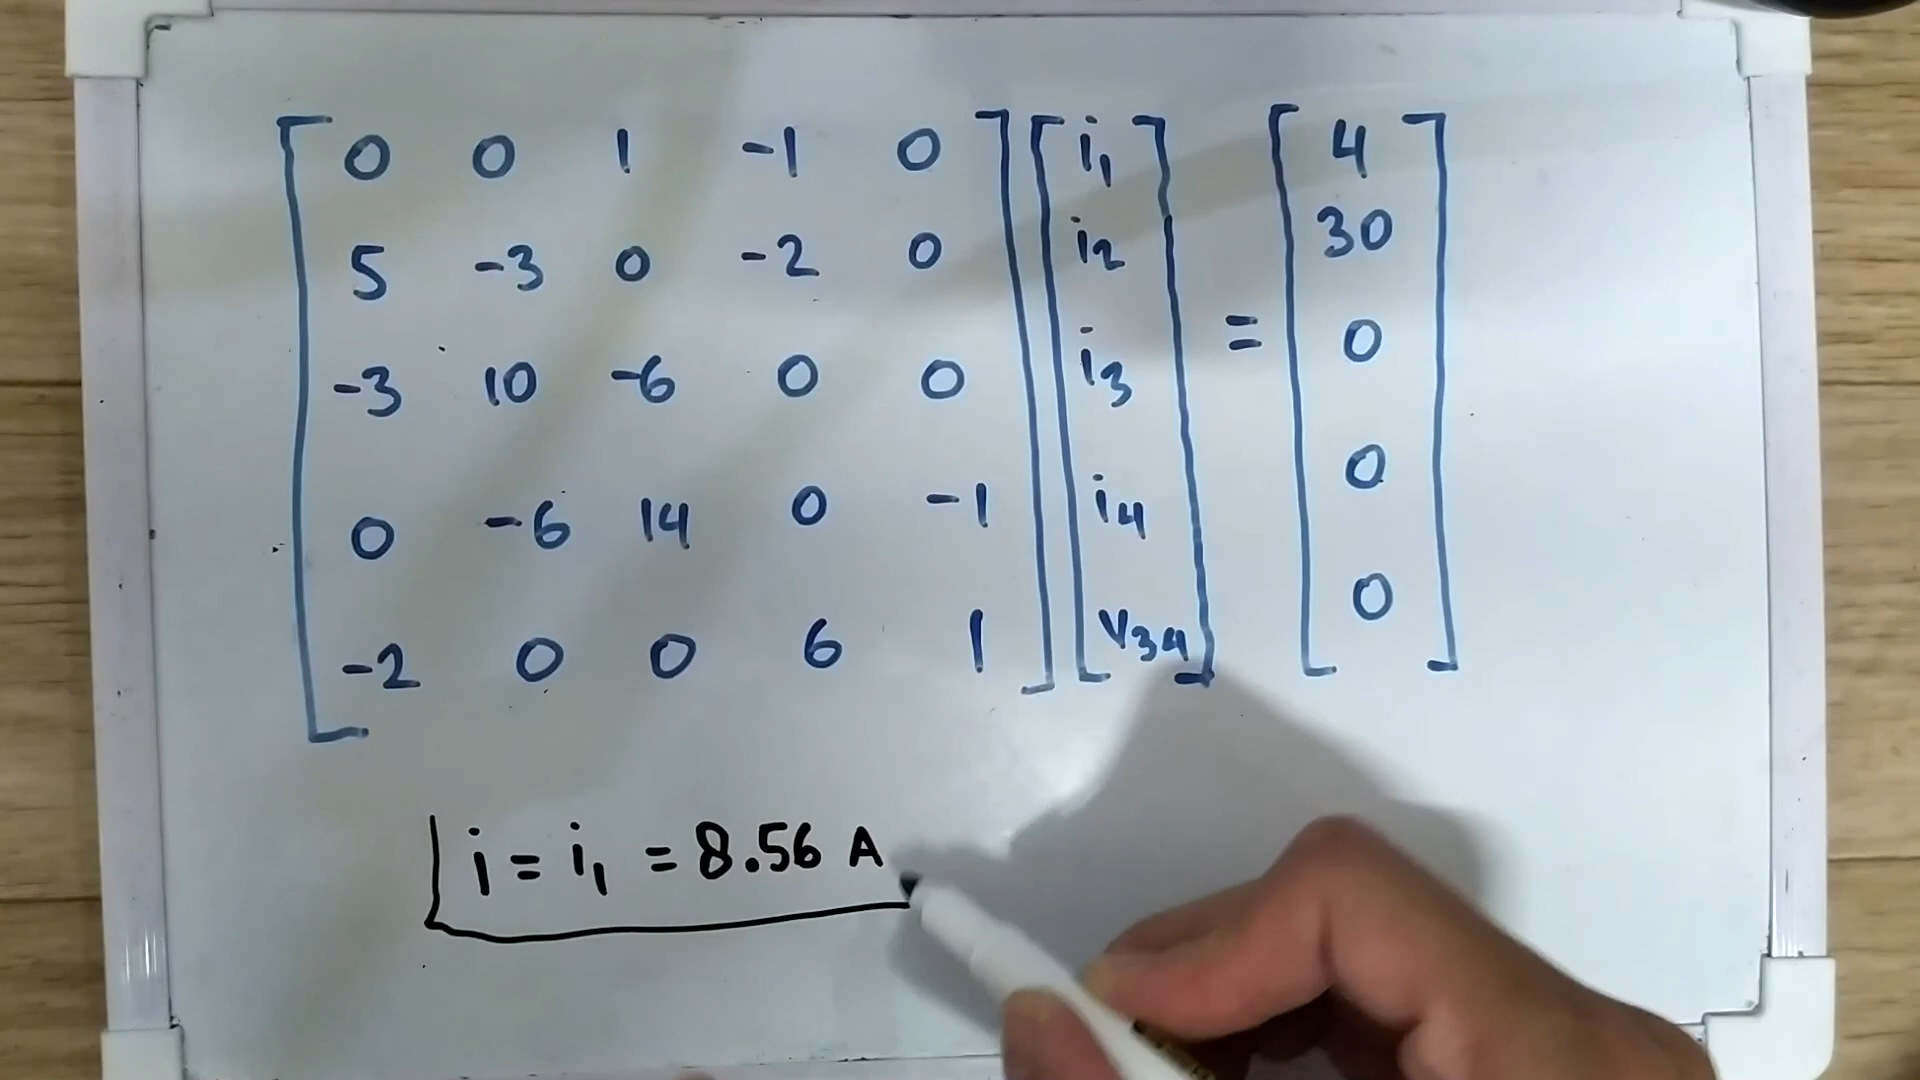 0 0 1 -1 0 i1 4
5 -3 0 -2 0 i2 30
-3 10 -6 0 0 i3 = 0
0 -6 14 0 -1 i4 0
-2 0 0 6 1 V34 0
i = i1 = 8.56 A